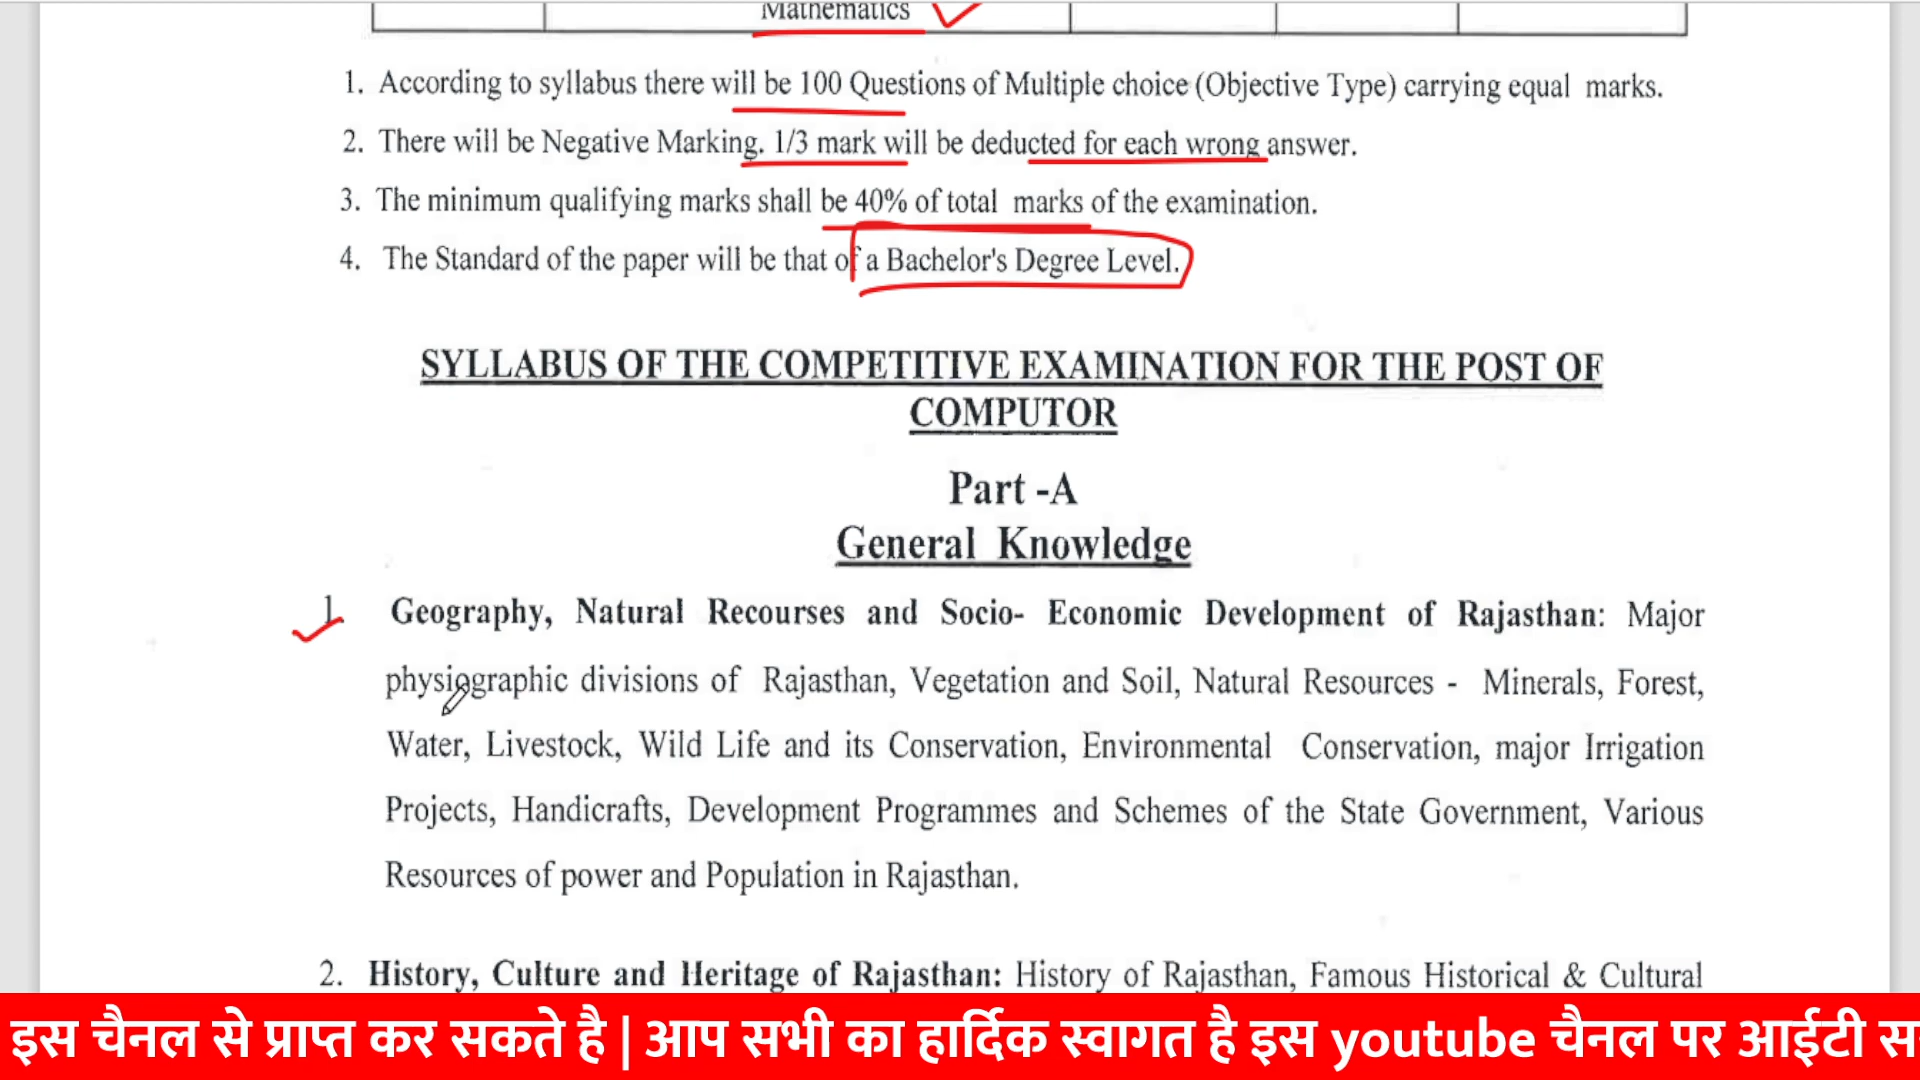 Mathematics
1. According to syllabus there will be 100 Questions of Multiple choice (Objective Type) carrying equal marks.
2. There will be Negative Marking. 1/3 mark will be deducted for each wrong answer.
3. The minimum qualifying marks shall be 40% of total marks of the examination.
4. The Standard of the paper will be that of a Bachelor's Degree Level.
SYLLABUS OF THE COMPETITIVE EXAMINATION FOR THE POST OF
COMPUTOR
Part -A
General Knowledge
1. Geography, Natural Recourses and Socio- Economic Development of Rajasthan: Major
physiographic divisions of Rajasthan, Vegetation and Soil, Natural Resources - Minerals, Forest,
Water, Livestock, Wild Life and its Conservation, Environmental Conservation, major Irrigation
Projects, Handicrafts, Development Programmes and Schemes of the State Government, Various
Resources of power and Population in Rajasthan.
2. History, Culture and Heritage of Rajasthan: History of Rajasthan, Famous Historical & Cultural
इस चैनल से प्राप्त कर सकते है | आप सभी का हार्दिक स्वागत है इस youtube चैनल पर आईटी